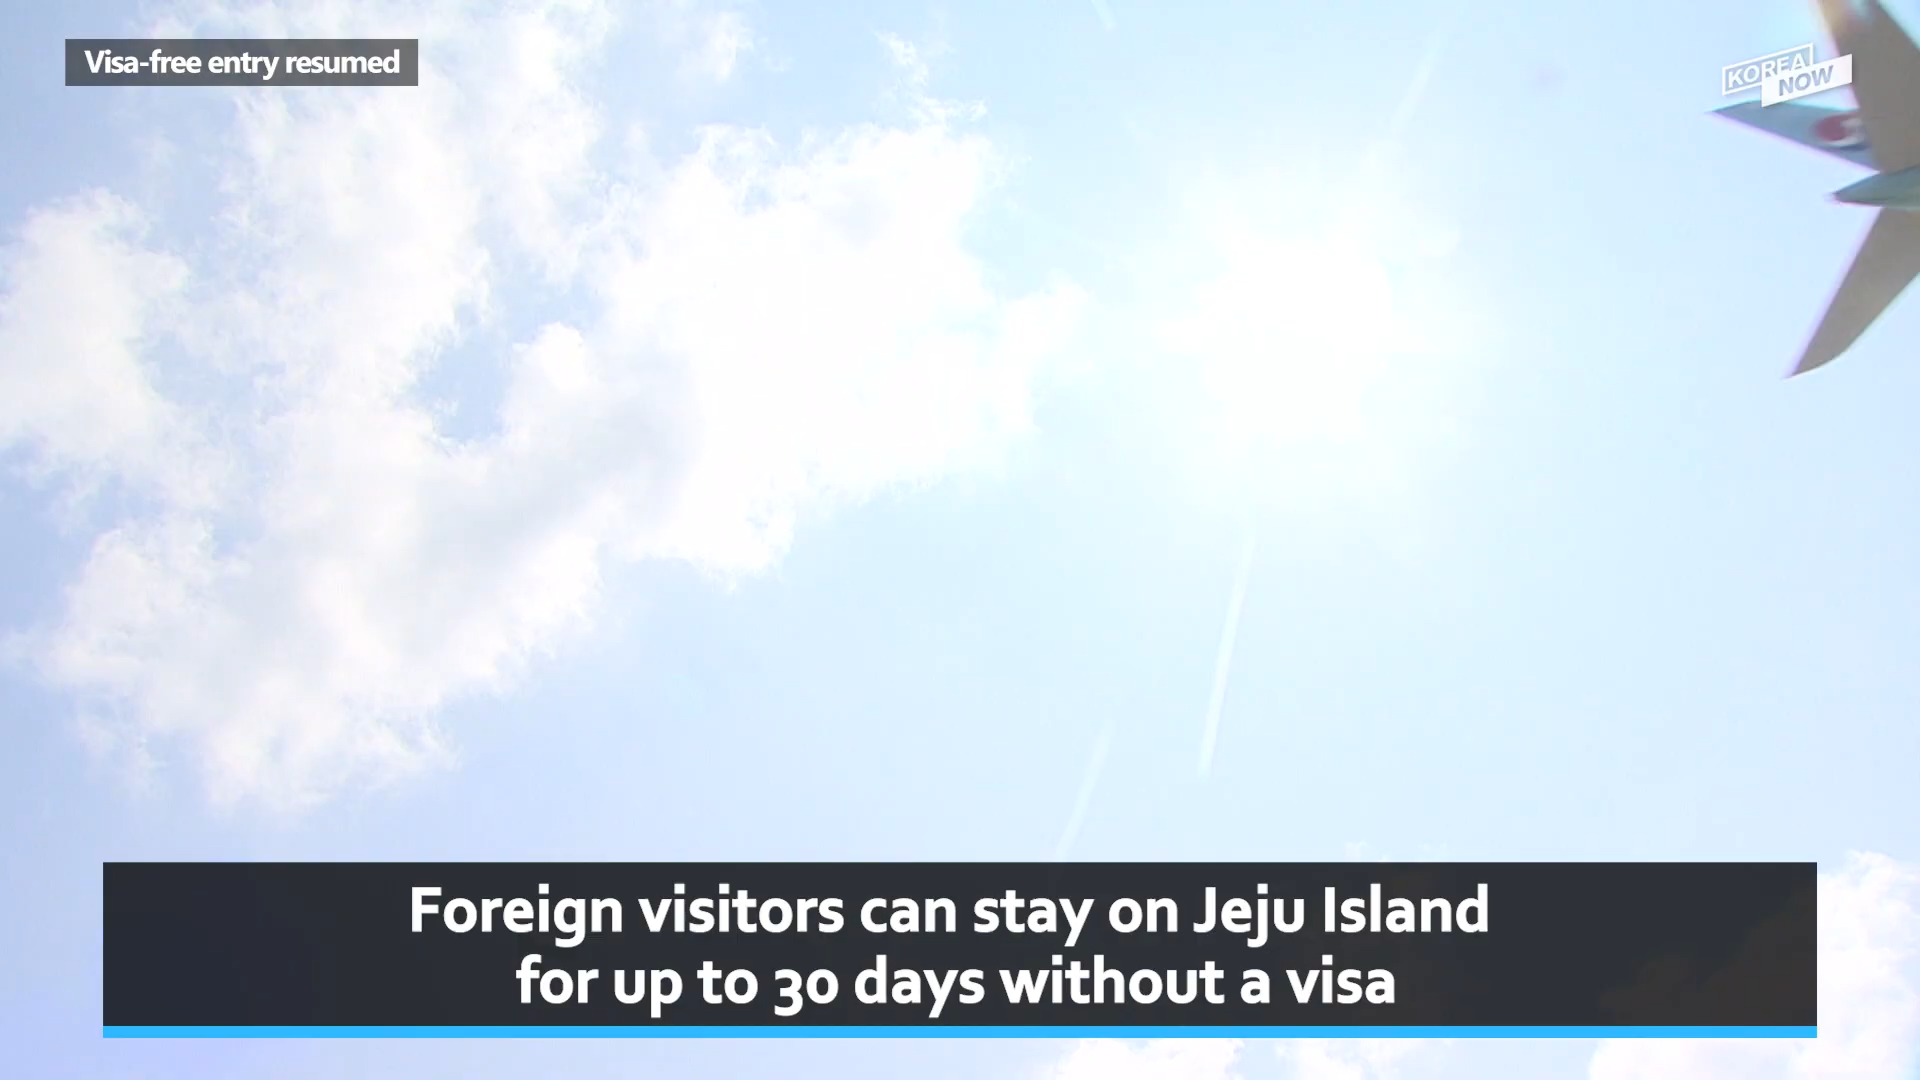 Visa-free entry resumed
KOREA
NOW
Foreign visitors can stay on Jeju Island
for up to 30 days without a visa